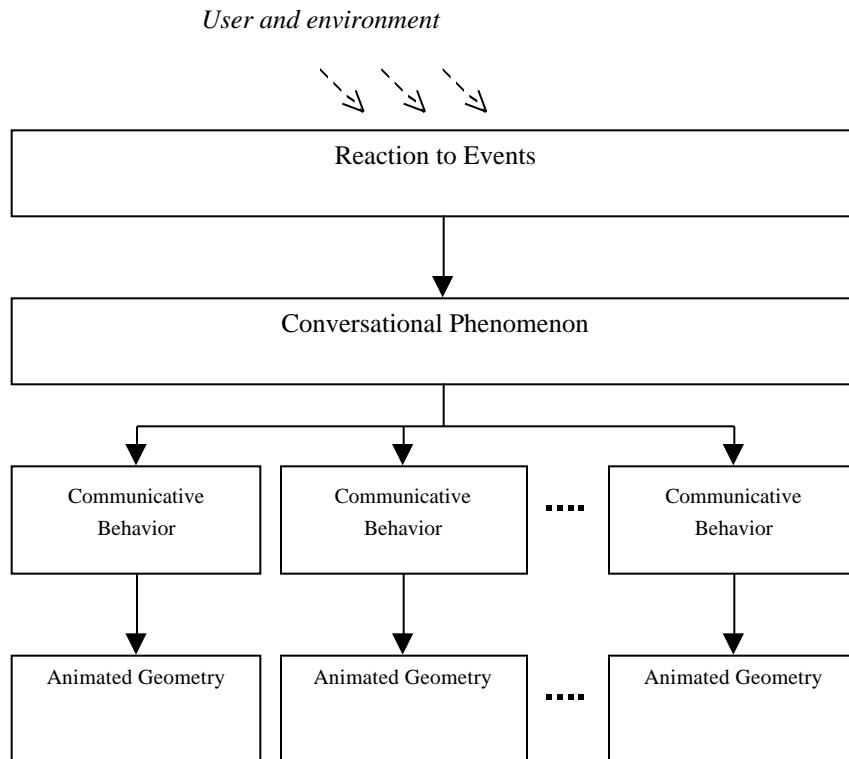 User and environment
Reaction to Events
Conversational Phenomenon
Communicative
Behavior
Communicative
Behavior
Communicative
Behavior
Animated Geometry
Animated Geometry
Animated Geometry